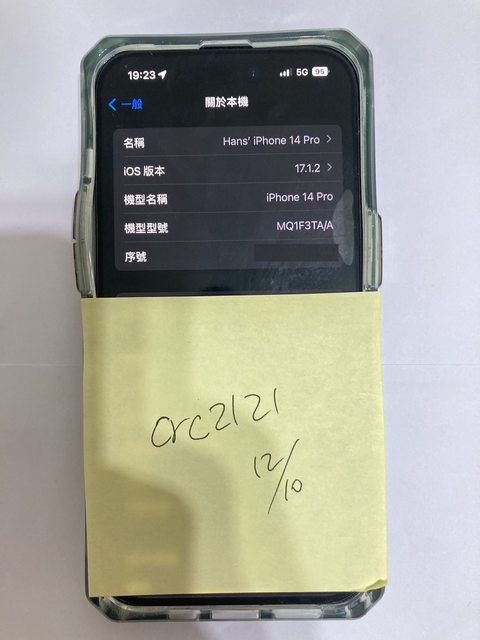 19:23 5G 95
一般 關於本機
名稱 Hans' iPhone 14 Pro
iOS 版本 17.1.2
機型名稱 iPhone 14 Pro
機型型號 MQ1F3TA/A
序號
orc2121
12/10